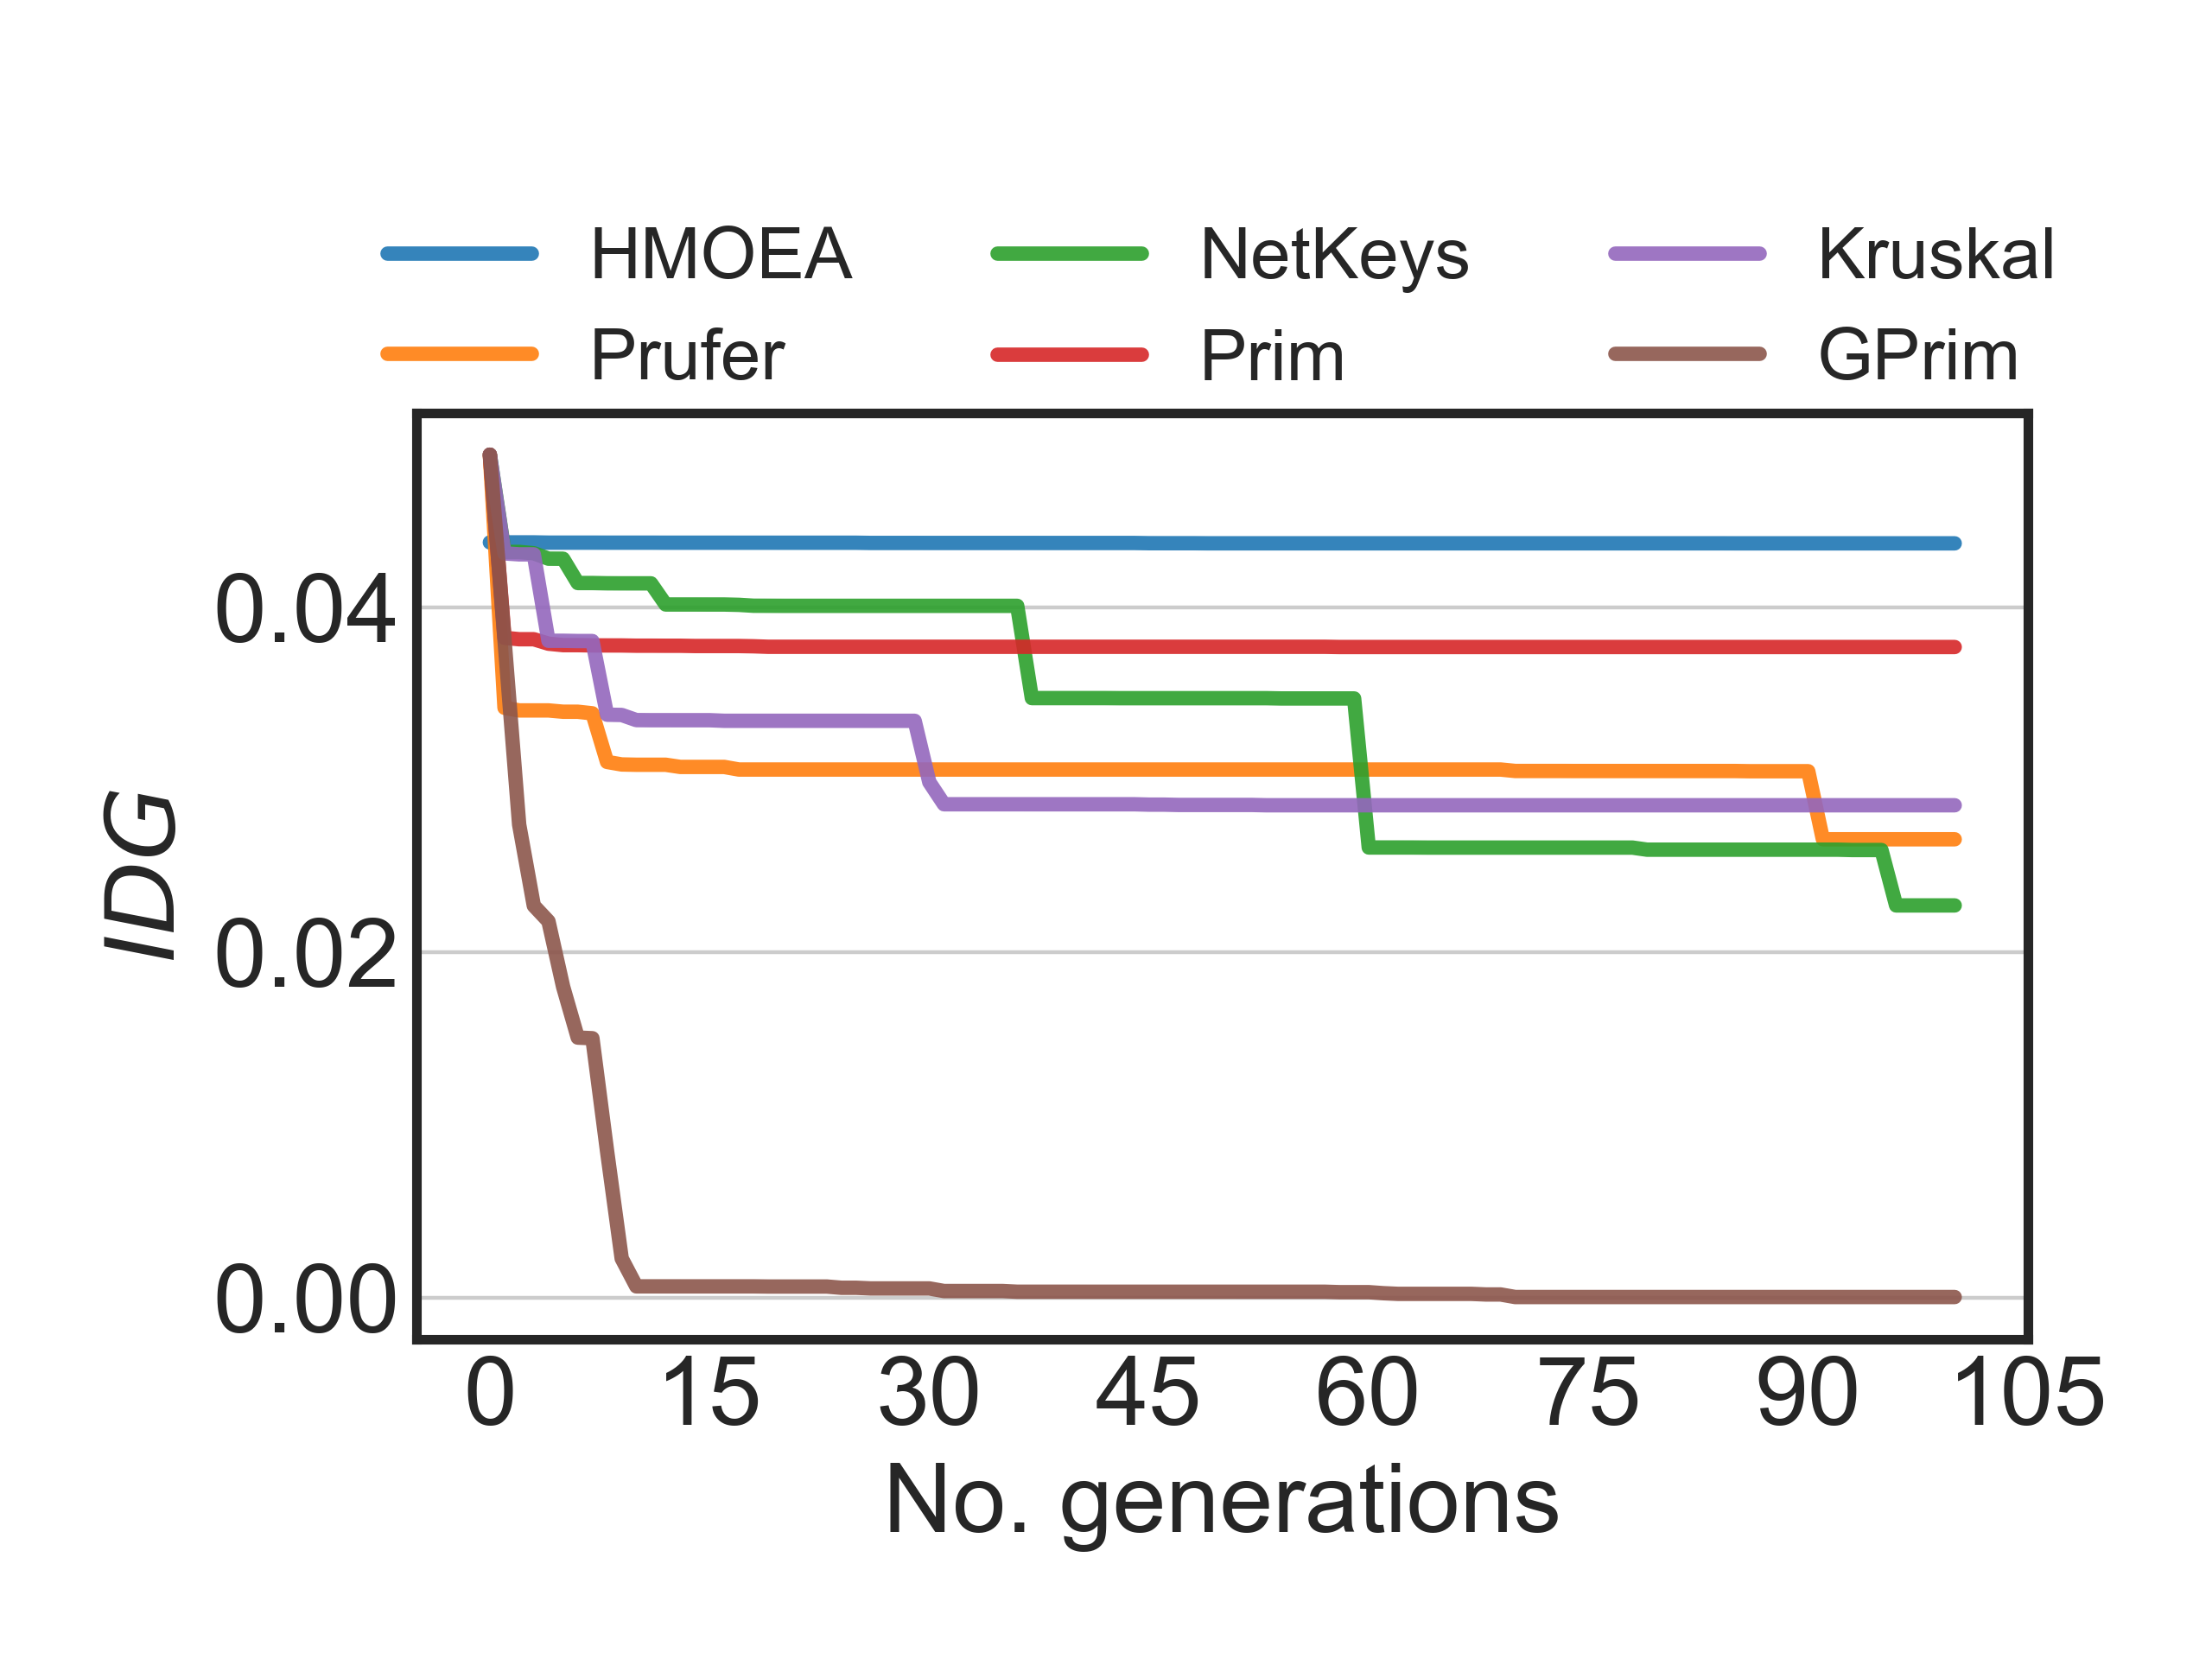 HMOEA NetKeys Kruskal
Prufer Prim GPrim
0.04
0.02
0.00
IDG
0 15 30 45 60 75 90 105
No. generations